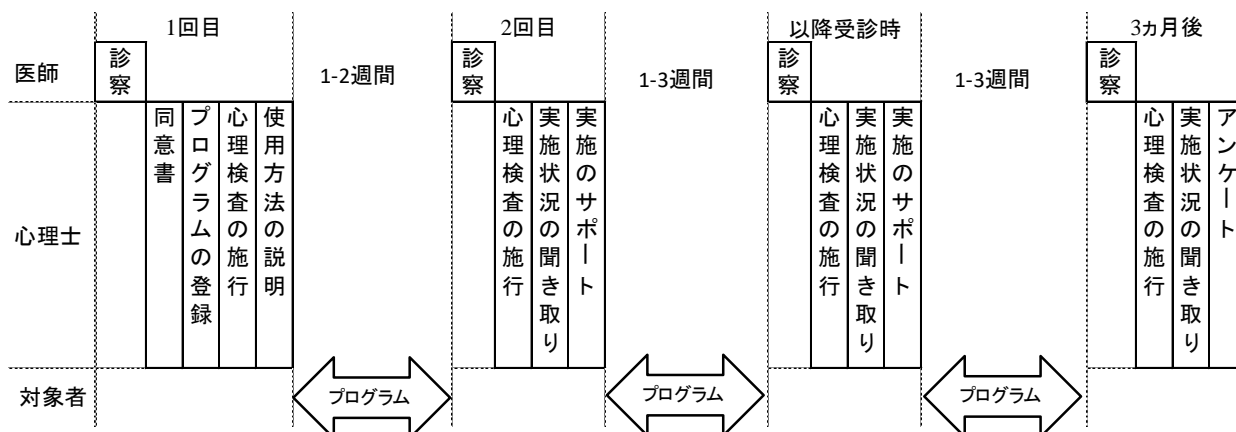 1回目
2回目
以降受診時
3ヵ月後
医師
診察
1-2週間
診察
1-3週間
診察
1-3週間
診察
心理士
同意書
プログラムの登録
心理検査の施行
使用方法の説明
心理検査の施行
実施状況の聞き取り
実施のサポート
心理検査の施行
実施状況の聞き取り
実施のサポート
心理検査の施行
実施状況の聞き取り
アンケート
対象者
プログラム
プログラム
プログラム